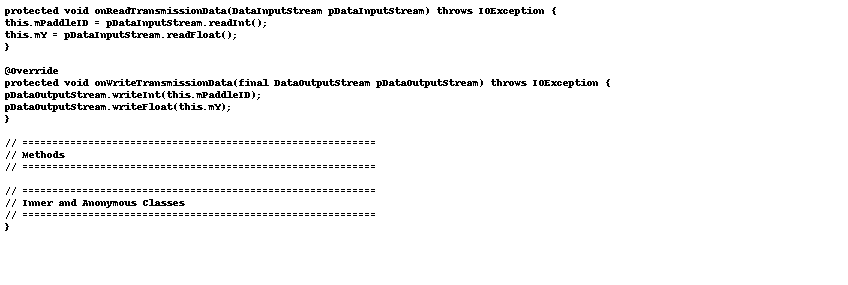 protected void onReadTransmissionData(DataInputStream pDataInputStream) throws IOException {
this.mPaddleID = pDataInputStream.readInt();
this.mY = pDataInputStream.readFloat();
}
@Override
protected void onWriteTransmissionData(final DataOutputStream pDataOutputStream) throws IOException {
pDataOutputStream.writeInt(this.mPaddleID);
pDataOutputStream.writeFloat(this.mY);
}
// ===========================================================
// Methods
// ===========================================================
// ===========================================================
// Inner and Anonymous Classes
// ===========================================================
}